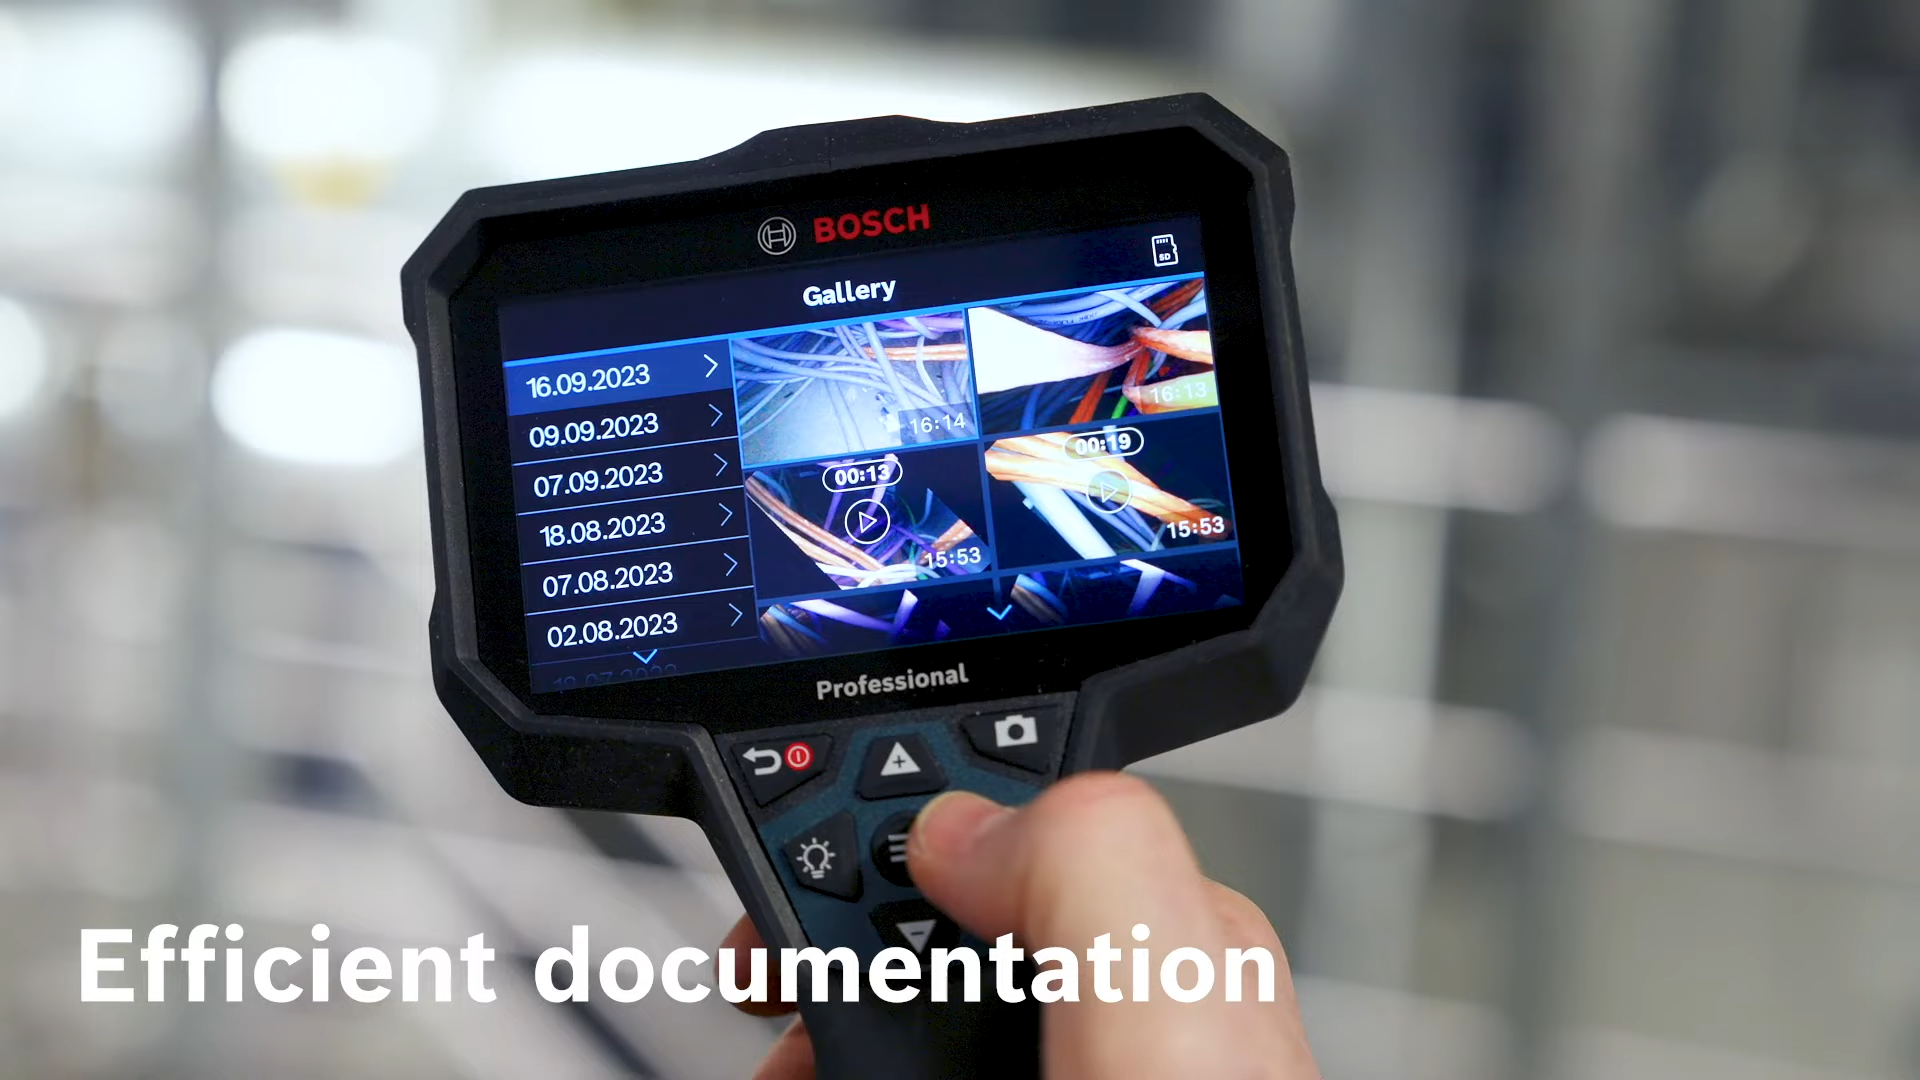 BOSCH
SD
Gallery
16.09.2023
09.09.2023
07.09.2023
18.08.2023
07.08.2023
02.08.2023
16:14
16:13
00:13
15:53
00:19
15:53
Professional
Efficient documentation